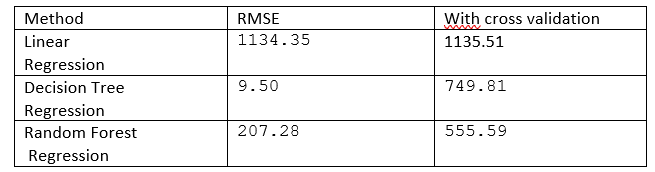 Method RMSE With cross validation
Linear 1134.35 1135.51
Regression
Decision Tree 9.50 749.81
Regression
Random Forest 207.28 555.59
Regression